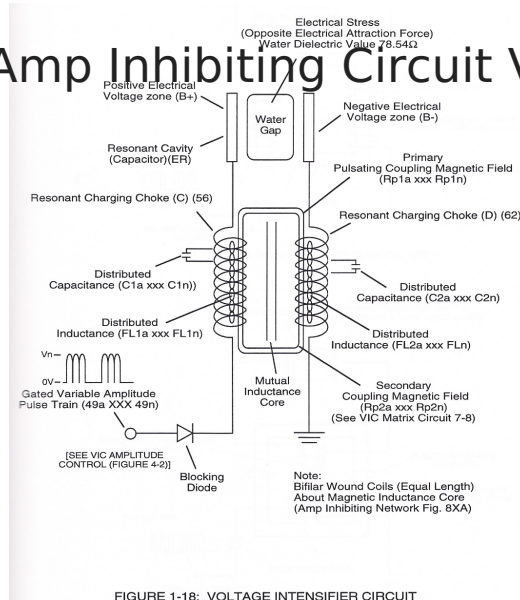 Electrical Stress
(Opposite Electrical Attraction Force)
Water Dielectric Value 78.54Ω
Amp Inhibiting Circuit V
Positive Electrical
Voltage zone (B+)
Water
Gap
Negative Electrical
Voltage zone (B-)
Resonant Cavity
(Capacitor)(ER)
Primary
Pulsating Coupling Magnetic Field
(Rp1a xxx Rp1n)
Resonant Charging Choke (C) (56)
Resonant Charging Choke (D) (62)
Distributed
Capacitance (C1a xxx C1n))
Distributed
Capacitance (C2a xxx C2n)
Distributed
Inductance (FL1a xxx FL1n)
Distributed
Inductance (FL2a xxx FLn)
Vn
0V
Gated Variable Amplitude
Pulse Train (49a XXX 49n)
Mutual
Inductance
Core
Secondary
Coupling Magnetic Field
(Rp2a xxx Rp2n)
(See VIC Matrix Circuit 7-8)
[SEE VIC AMPLITUDE
CONTROL (FIGURE 4-2)]
Blocking
Diode
Note:
Bifilar Wound Coils (Equal Length)
About Magnetic Inductance Core
(Amp Inhibiting Network Fig. 8XA)
FIGURE 1-18: VOLTAGE INTENSIFIER CIRCUIT